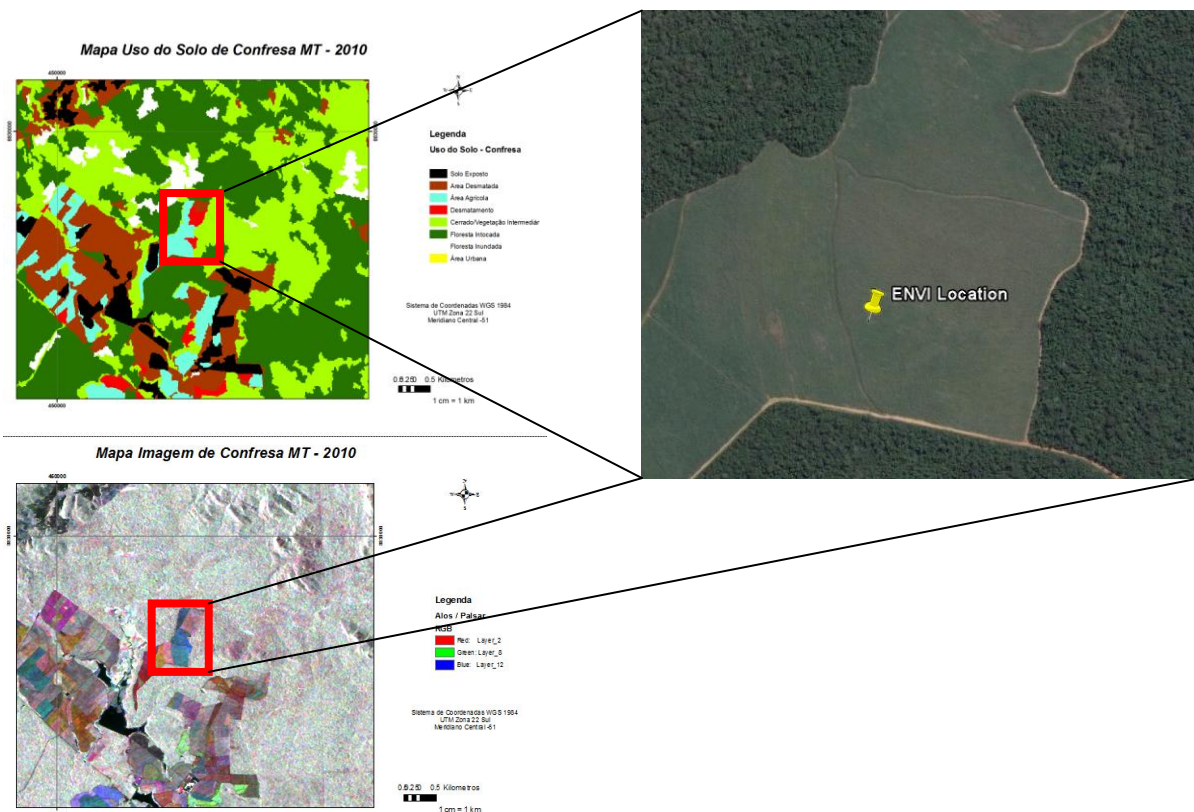 Mapa Uso do Solo de Confresa MT - 2010
Legenda
Uso do Solo - Confresa
Solo Exposto
Área Desmatada
Área Agrícola
Desmatamento
Cerrado/Vegetação Intermediár
Floresta Intocada
Floresta Inundada
Área Urbana
Sistema de Coordenadas WGS 1984
UTM Zona 22 Sul
Meridiano Central -51
0.5 Kilometros
1 cm = 1 km
ENVI Location
Mapa Imagem de Confresa MT - 2010
Legenda
Alos / Palsar
RGB
Red: Layer_2
Green: Layer_8
Blue: Layer_12
Sistema de Coordenadas WGS 1984
UTM Zona 22 Sul
Meridiano Central -51
0.5 Kilometros
1 cm = 1 km